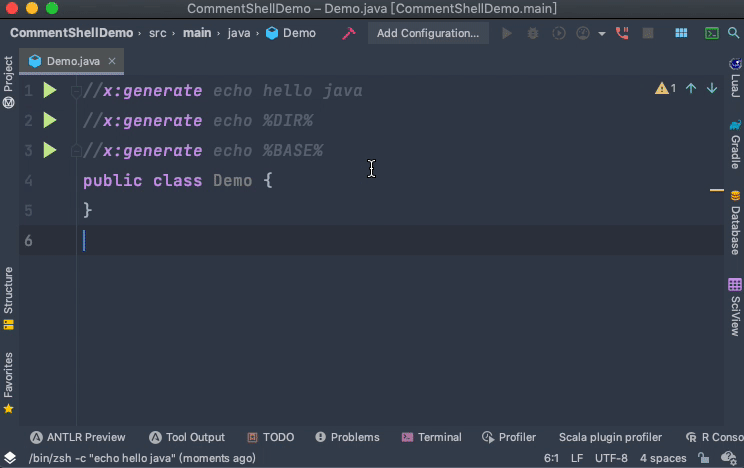 CommentShellDemo – Demo.java [CommentShellDemo.main]
CommentShellDemo › src › main › java › Demo Add Configuration...
Demo.java
Project
1 //x:generate echo hello java
2 //x:generate echo %DIR%
3 //x:generate echo %BASE%
4 public class Demo {
5 }
6
1
Structure
Favorites
LuaJ
Gradle
Database
SciView
ANTLR Preview Tool Output TODO Problems Terminal Profiler Scala plugin profiler R Conso
/bin/zsh -c "echo hello java" (moments ago) 6:1 LF UTF-8 4 spaces